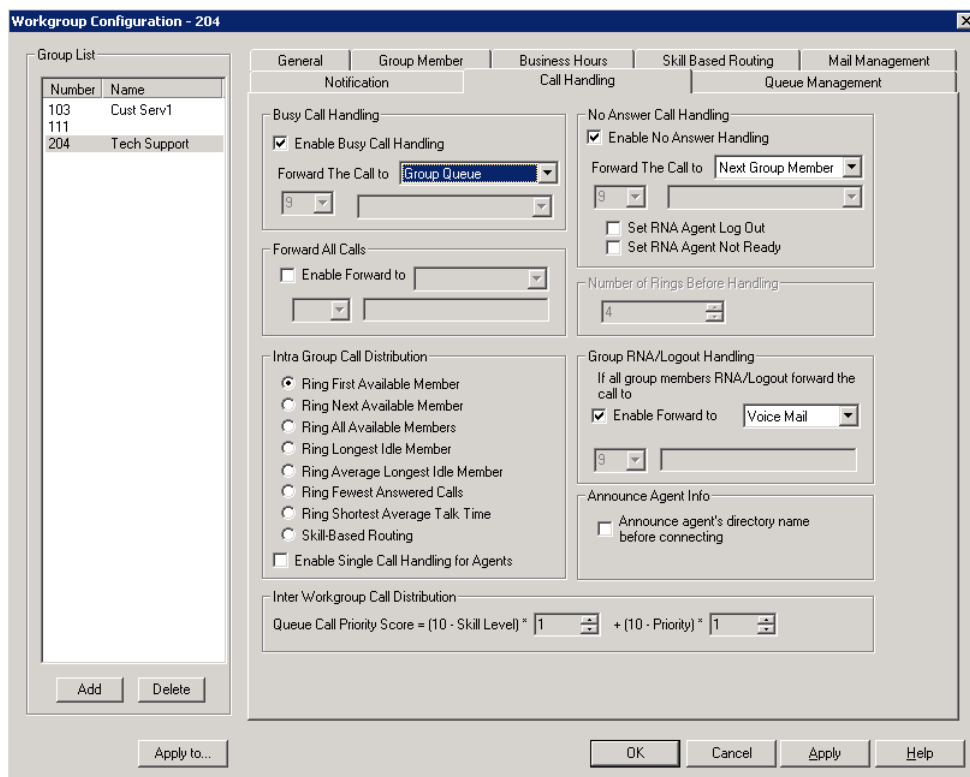 Workgroup Configuration - 204
Group List
Number Name
103 Cust Serv1
111
204 Tech Support
Add Delete
Apply to...
General Group Member Business Hours Skill Based Routing Mail Management
Notification Call Handling Queue Management
Busy Call Handling
Enable Busy Call Handling
Forward The Call to Group Queue
9
No Answer Call Handling
Enable No Answer Handling
Forward The Call to Next Group Member
9
Set RNA Agent Log Out
Set RNA Agent Not Ready
Forward All Calls
Enable Forward to
Number of Rings Before Handling
4
Intra Group Call Distribution
Ring First Available Member
Ring Next Available Member
Ring All Available Members
Ring Longest Idle Member
Ring Average Longest Idle Member
Ring Fewest Answered Calls
Ring Shortest Average Talk Time
Skill-Based Routing
Enable Single Call Handling for Agents
Group RNA/Logout Handling
If all group members RNA/Logout forward the
call to
Enable Forward to Voice Mail
9
Announce Agent Info
Announce agent's directory name
before connecting
Inter Workgroup Call Distribution
Queue Call Priority Score = (10 - Skill Level) * 1 + (10 - Priority) * 1
OK Cancel Apply Help